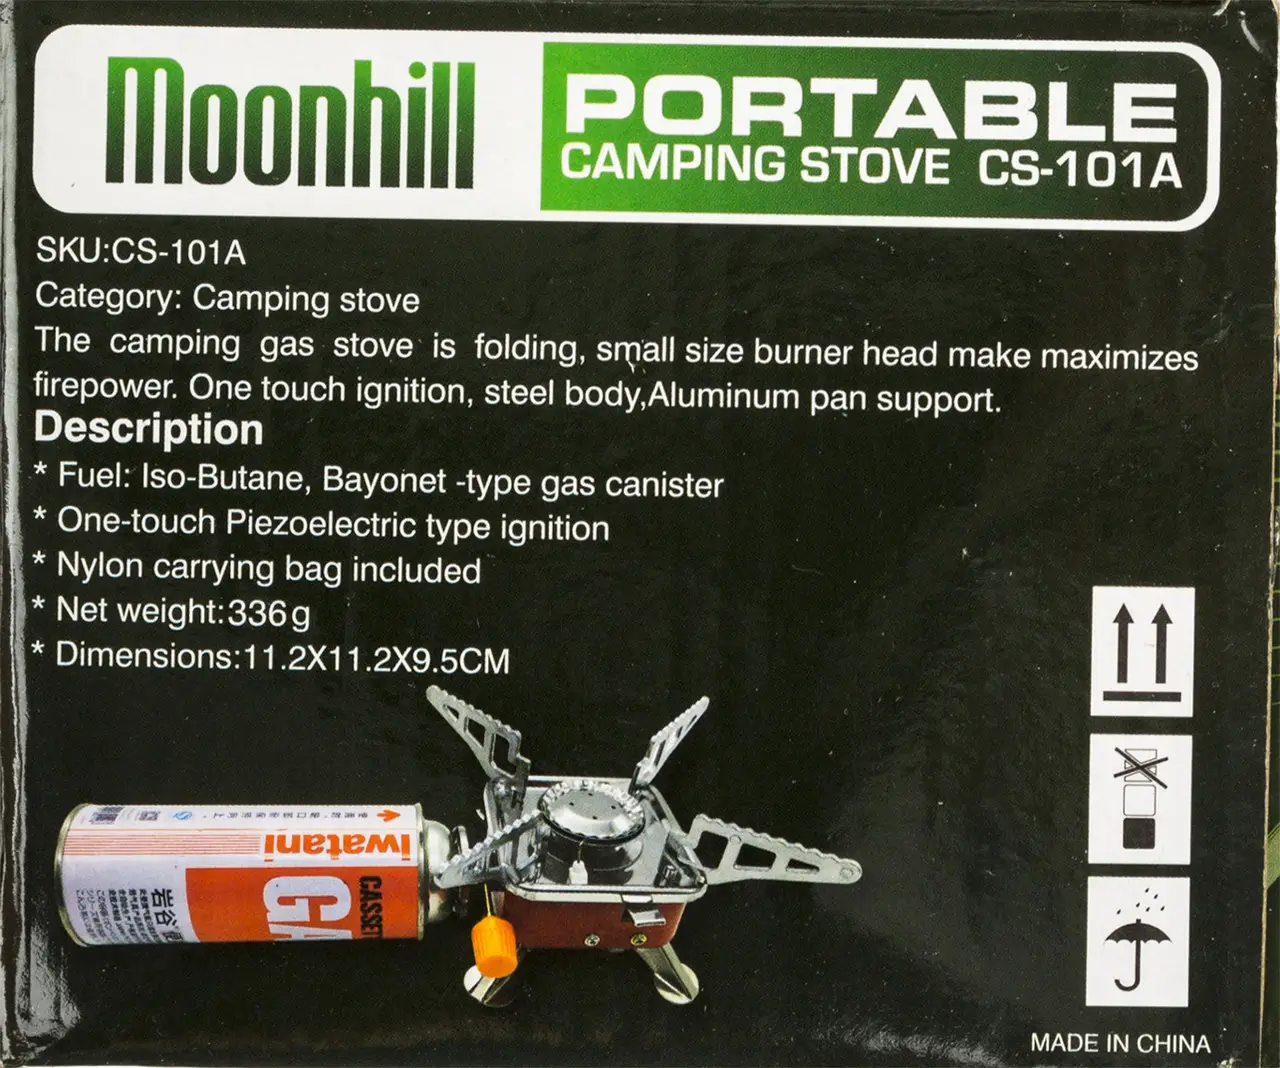 Moonhill
PORTABLE
CAMPING STOVE CS-101A
SKU:CS-101A
Category: Camping stove
The camping gas stove is folding, small size burner head make maximizes
firepower. One touch ignition, steel body,Aluminum pan support.
Description
* Fuel: Iso-Butane, Bayonet -type gas canister
* One-touch Piezoelectric type ignition
* Nylon carrying bag included
* Net weight:336g
* Dimensions:11.2X11.2X9.5CM
iwatani
CASSET
GA
岩谷
MADE IN CHINA